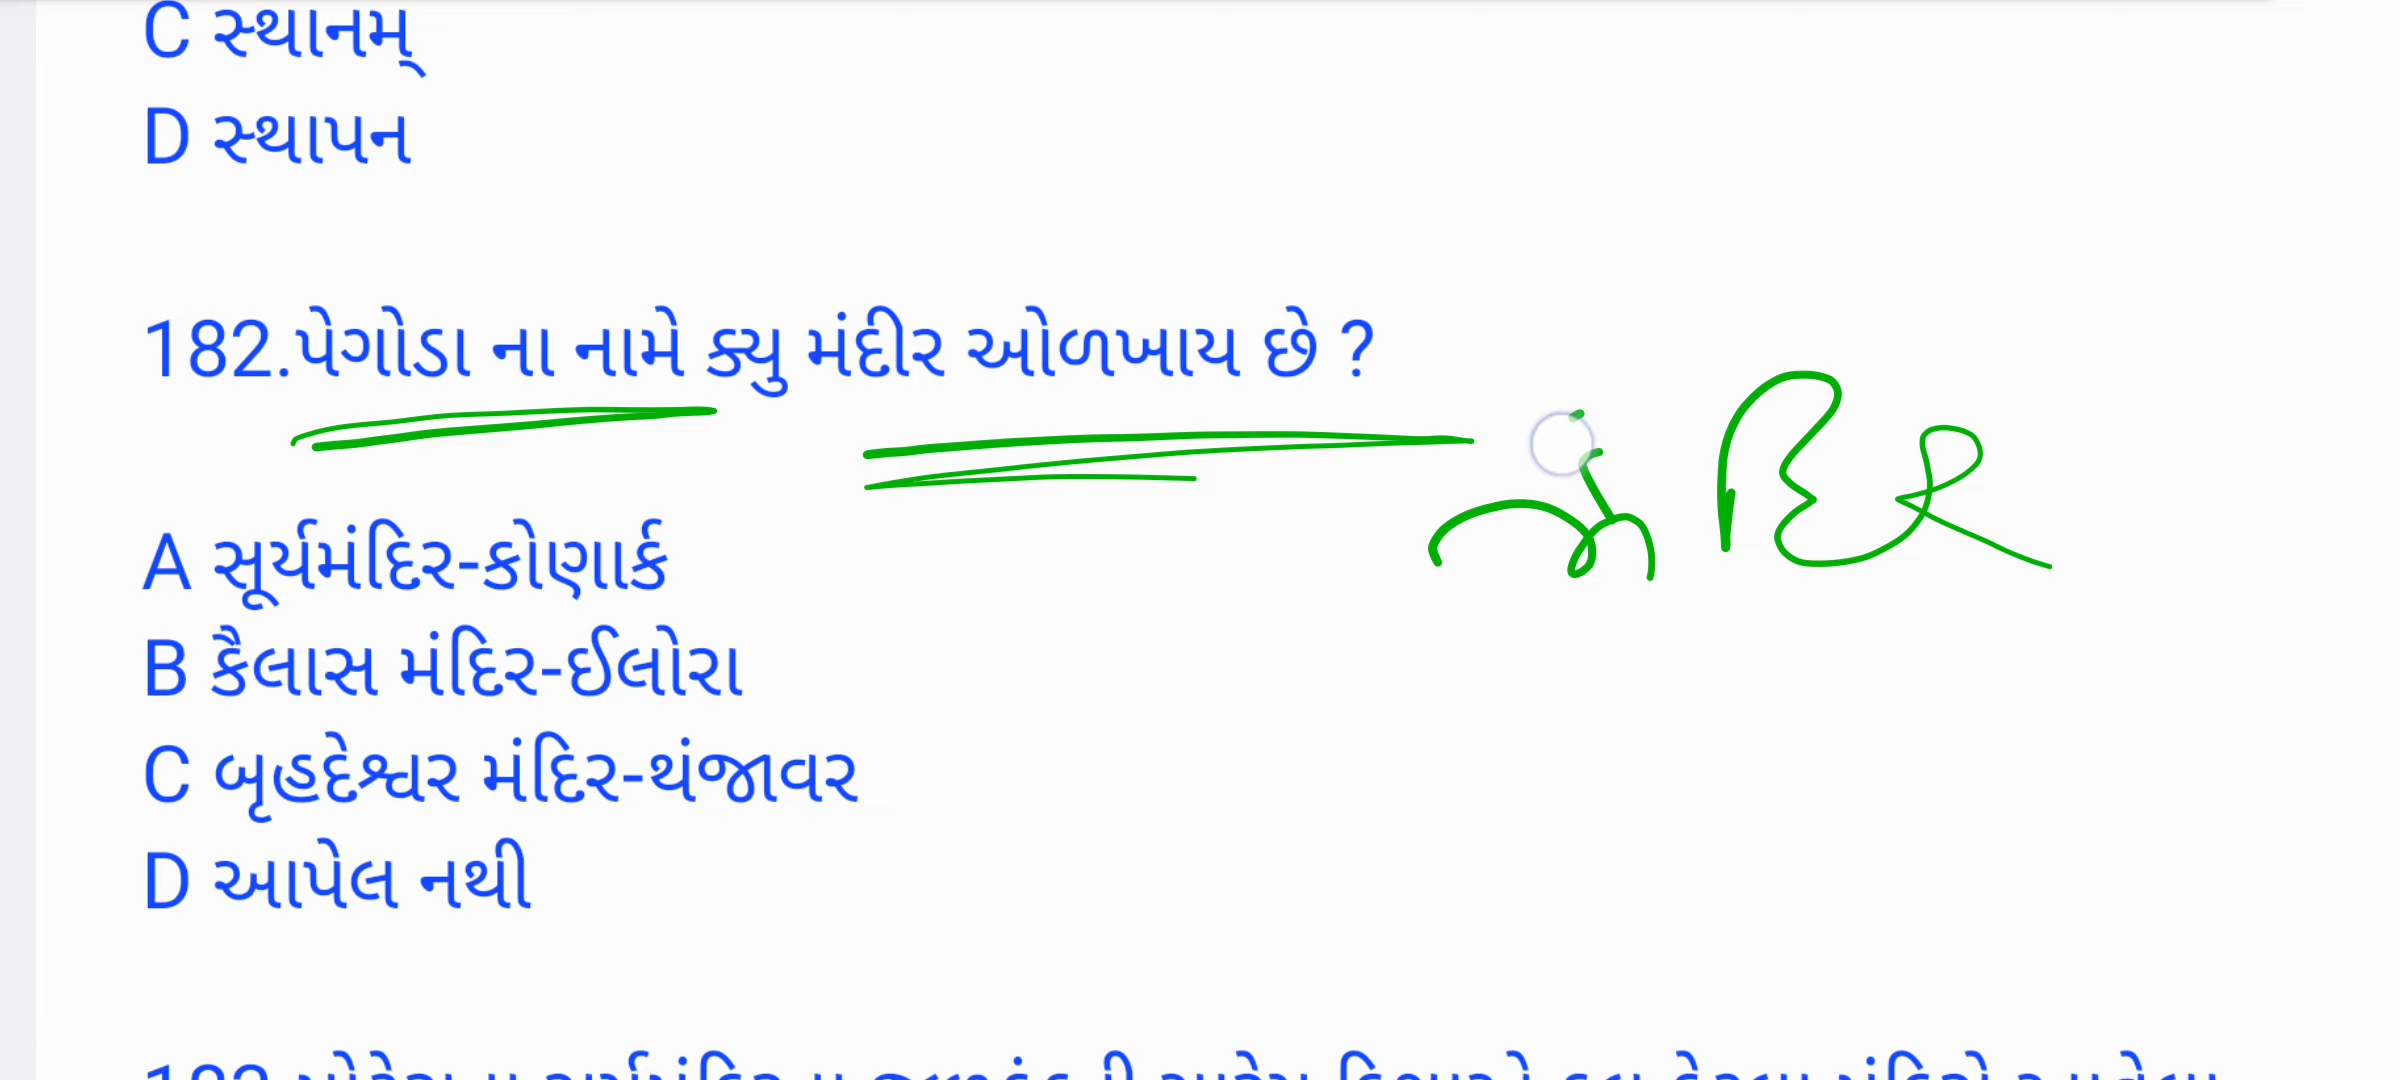 C સ્થાનમ્
D સ્થાપન
182.પેગોડા ના નામે ક્યુ મંદીર ઓળખાય છે ?
A સૂર્યમંદિર-કોણાર્ક
B કૈલાસ મંદિર-ઈલોરા
C બૃહદેશ્વર મંદિર-થંજાવર
D આપેલ નથી